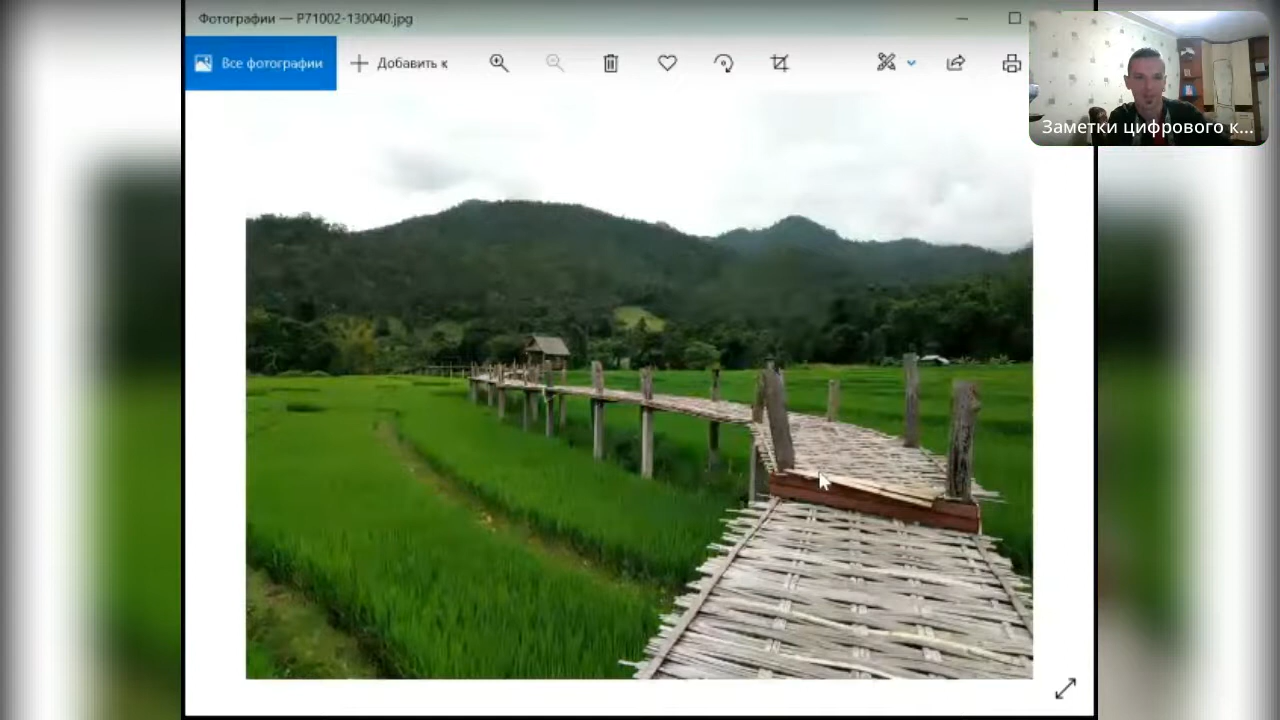 Фотографии — P71002-130040.jpg
Все фотографии
Добавить к
Заметки цифрового к...